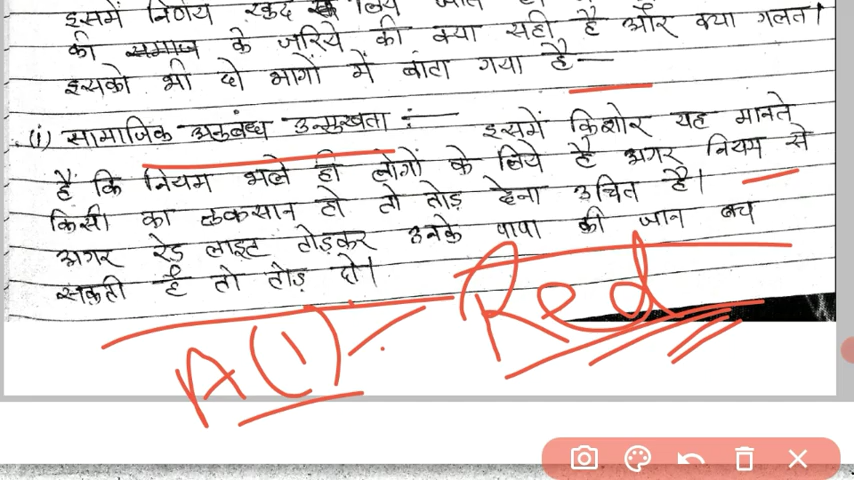 इसमें निर्णय खुद के लिये
की समाज के जरिये की क्या सही है और क्या गलत।
इसको भी दो भागों में बांटा गया है—
(i) सामाजिक अनुबंध उन्मुखता :— इसमें किशोर यह मानते
हैं कि नियम भले ही लोगों के लिये है अगर नियम से
किसी का नुकसान हो तो तोड़ देना उचित है।
अगर रेड लाइट तोड़कर उनके पापा की जान बच
सकती है तो तोड़ दो।
A(1) Red